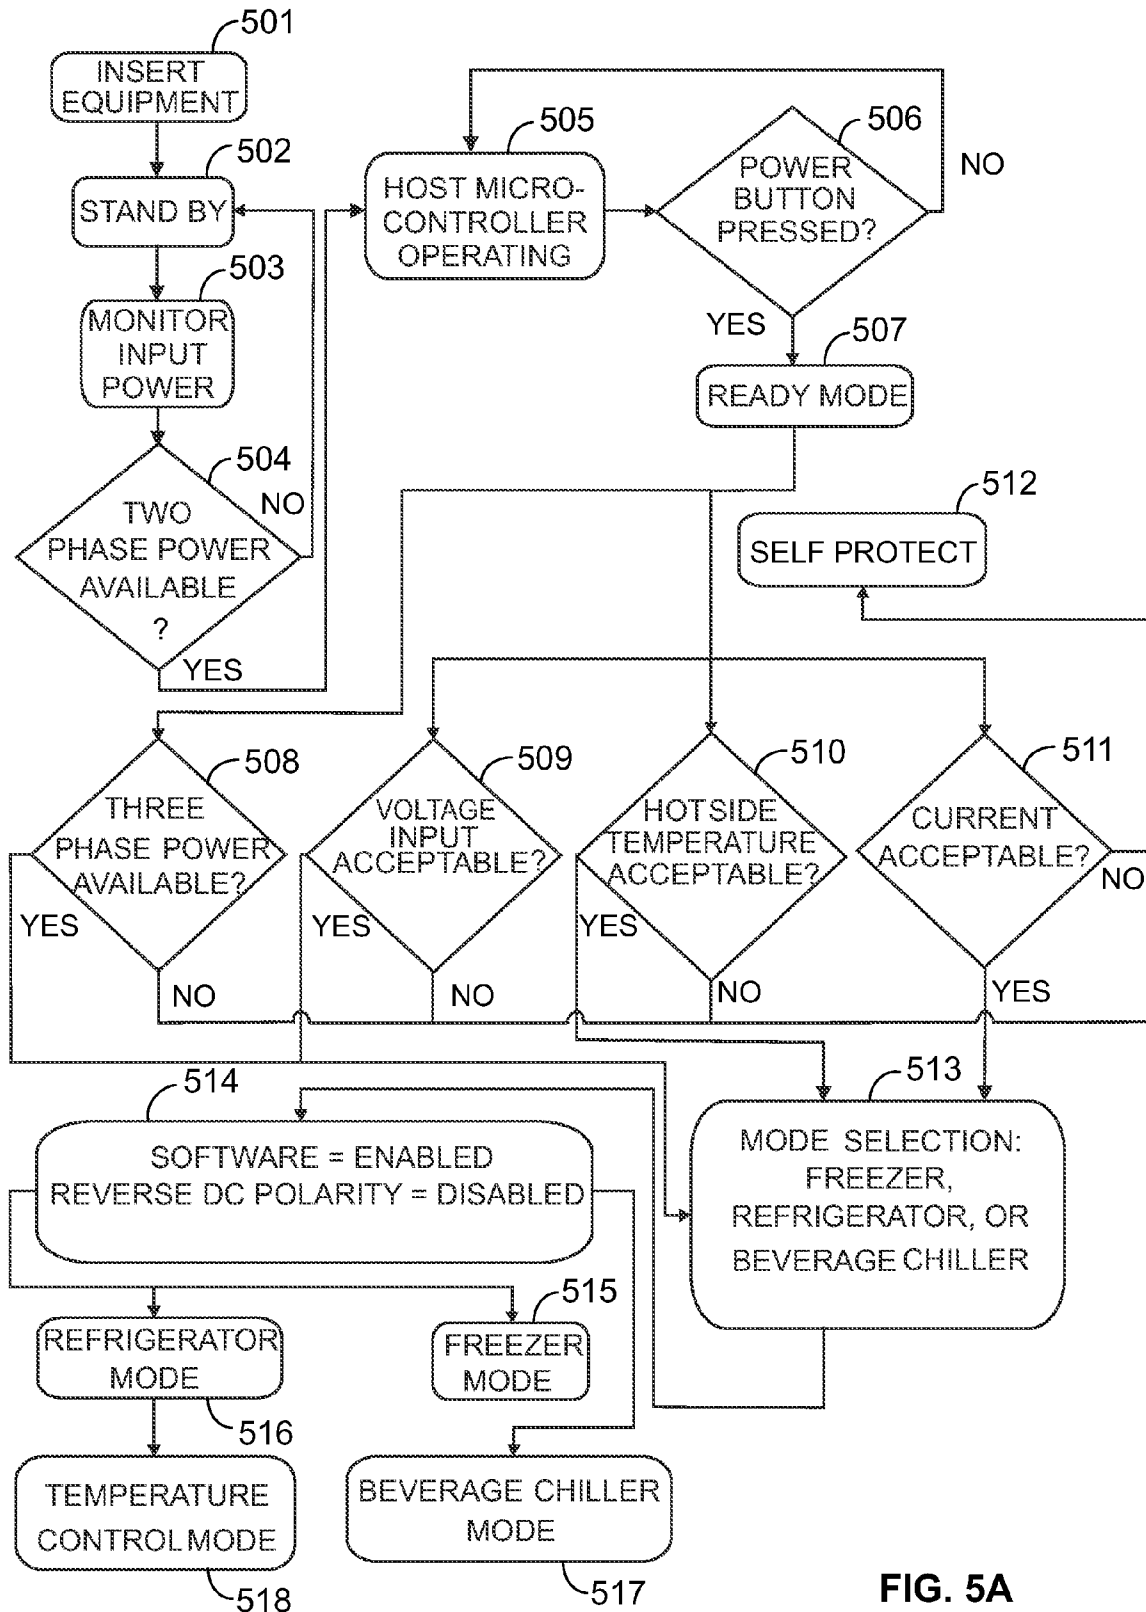 501
INSERT
EQUIPMENT
502
STAND BY
503
MONITOR
INPUT
POWER
504
TWO
PHASE POWER
AVAILABLE
?
NO
YES
505
HOST MICRO-
CONTROLLER
OPERATING
506
POWER
BUTTON
PRESSED?
NO
YES
507
READY MODE
512
SELF PROTECT
508
THREE
PHASE POWER
AVAILABLE?
YES
NO
509
VOLTAGE
INPUT
ACCEPTABLE?
YES
NO
510
HOT SIDE
TEMPERATURE
ACCEPTABLE?
YES
NO
511
CURRENT
ACCEPTABLE?
NO
YES
513
MODE SELECTION:
FREEZER,
REFRIGERATOR, OR
BEVERAGE CHILLER
514
SOFTWARE = ENABLED
REVERSE DC POLARITY = DISABLED
515
FREEZER
MODE
REFRIGERATOR
MODE
516
TEMPERATURE
CONTROL MODE
518
BEVERAGE CHILLER
MODE
517
FIG. 5A